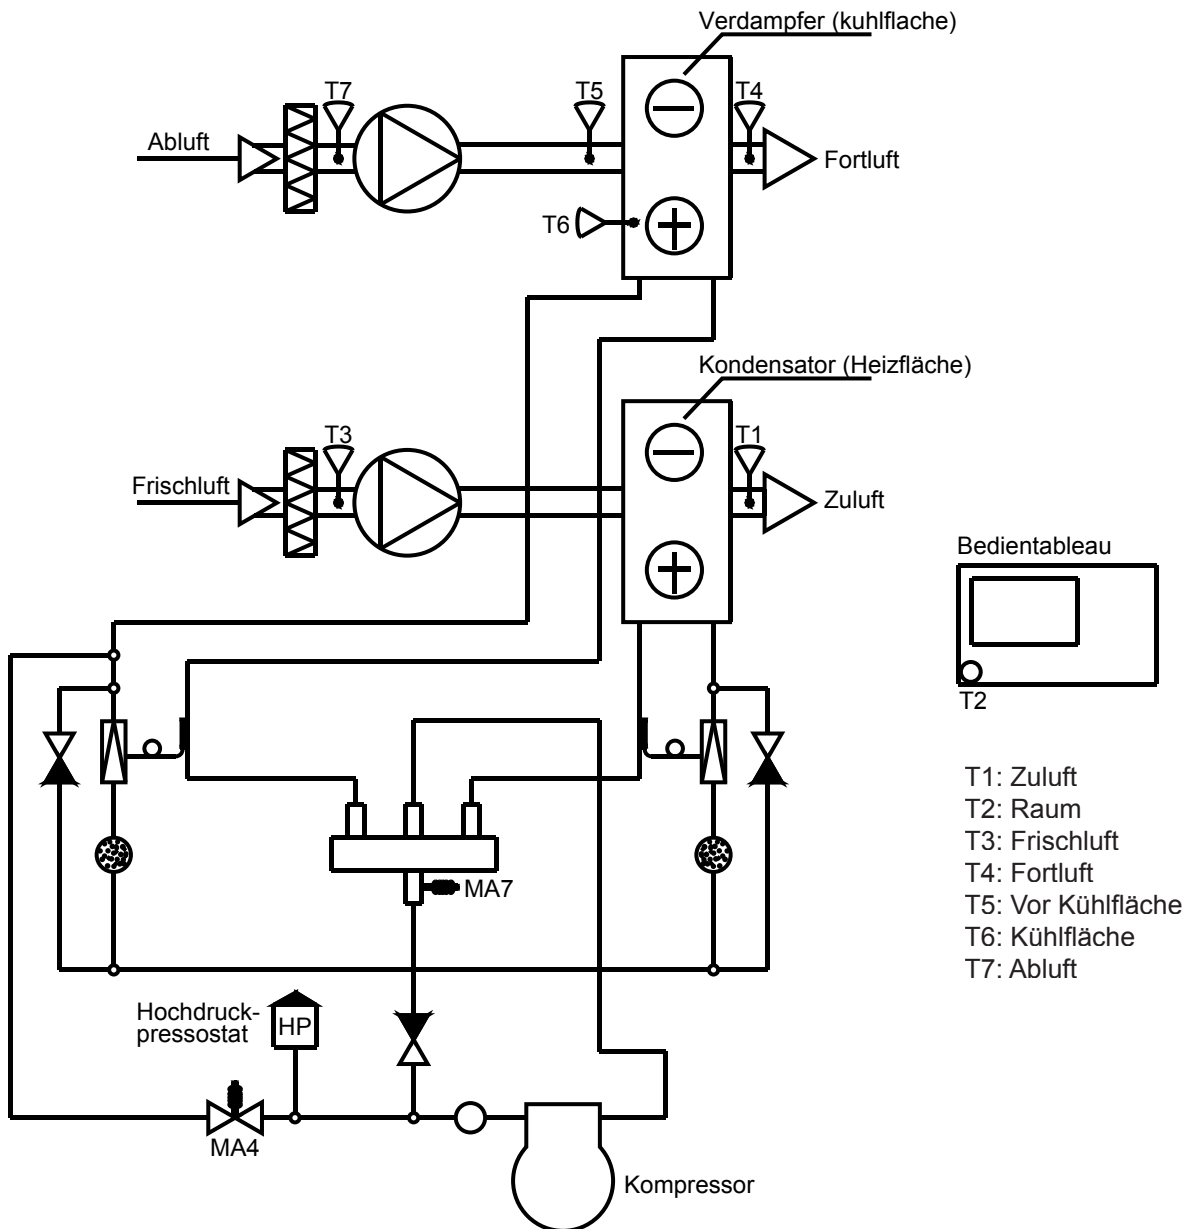 Verdampfer (kuhlflache)
T7
T5
T4
Abluft
Fortluft
T6
Kondensator (Heizfläche)
T3
T1
Frischluft
Zuluft
Bedientableau
T2
MA7
T1: Zuluft
T2: Raum
T3: Frischluft
T4: Fortluft
T5: Vor Kühlfläche
T6: Kühlfläche
T7: Abluft
Hochdruck-
pressostat
HP
MA4
Kompressor